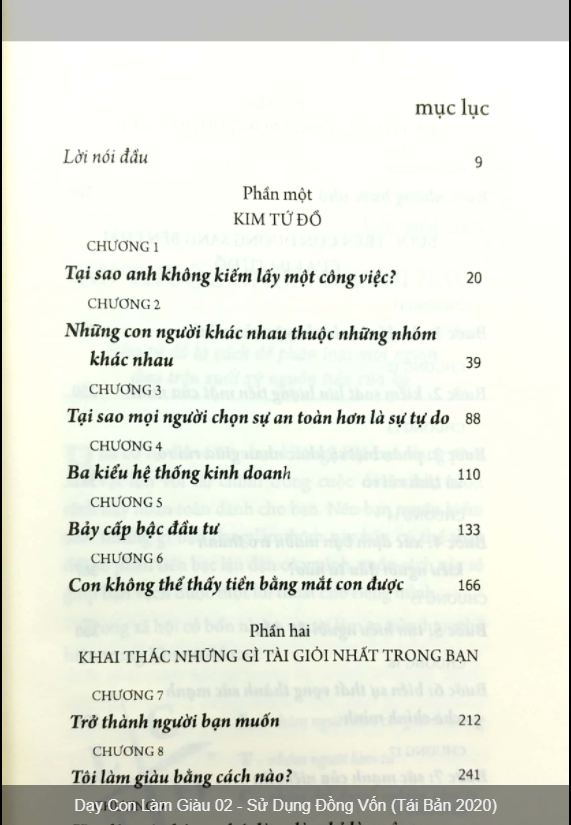 mục lục
Lời nói đầu 9
Phần một
KIM TỨ ĐỒ
CHƯƠNG 1
Tại sao anh không kiếm lấy một công việc? 20
CHƯƠNG 2
Những con người khác nhau thuộc những nhóm
khác nhau 39
CHƯƠNG 3
Tại sao mọi người chọn sự an toàn hơn là sự tự do 88
CHƯƠNG 4
Ba kiểu hệ thống kinh doanh 110
CHƯƠNG 5
Bảy cấp bậc đầu tư 133
CHƯƠNG 6
Con không thể thấy tiền bằng mắt con được 166
Phần hai
KHAI THÁC NHỮNG GÌ TÀI GIỎI NHẤT TRONG BẠN
CHƯƠNG 7
Trở thành người bạn muốn 212
CHƯƠNG 8
Tôi làm giàu bằng cách nào? 241
Dạy Con Làm Giàu 02 - Sử Dụng Đồng Vốn (Tái Bản 2020)